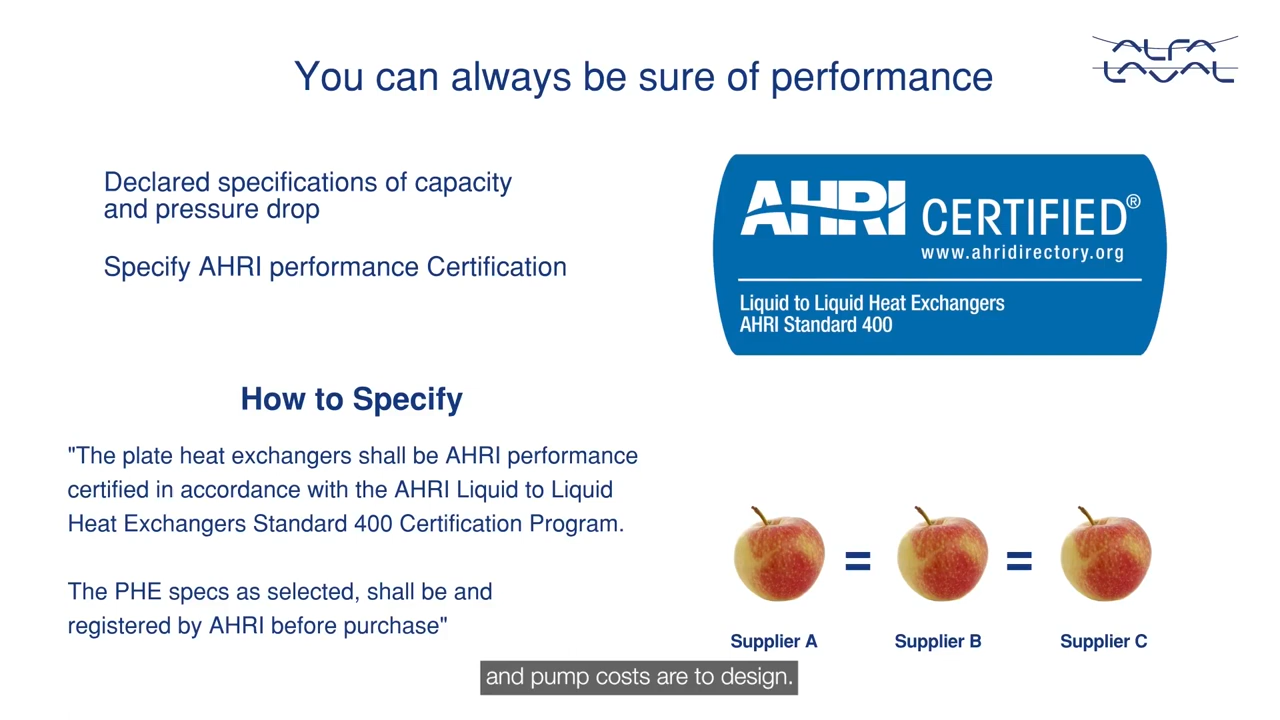 You can always be sure of performance
ALFA
LAVAL
Declared specifications of capacity
and pressure drop
Specify AHRI performance Certification
AHRI CERTIFIED®
www.ahridirectory.org
Liquid to Liquid Heat Exchangers
AHRI Standard 400
How to Specify
"The plate heat exchangers shall be AHRI performance
certified in accordance with the AHRI Liquid to Liquid
Heat Exchangers Standard 400 Certification Program.
The PHE specs as selected, shall be and
registered by AHRI before purchase"
= =
Supplier A Supplier B Supplier C
and pump costs are to design.